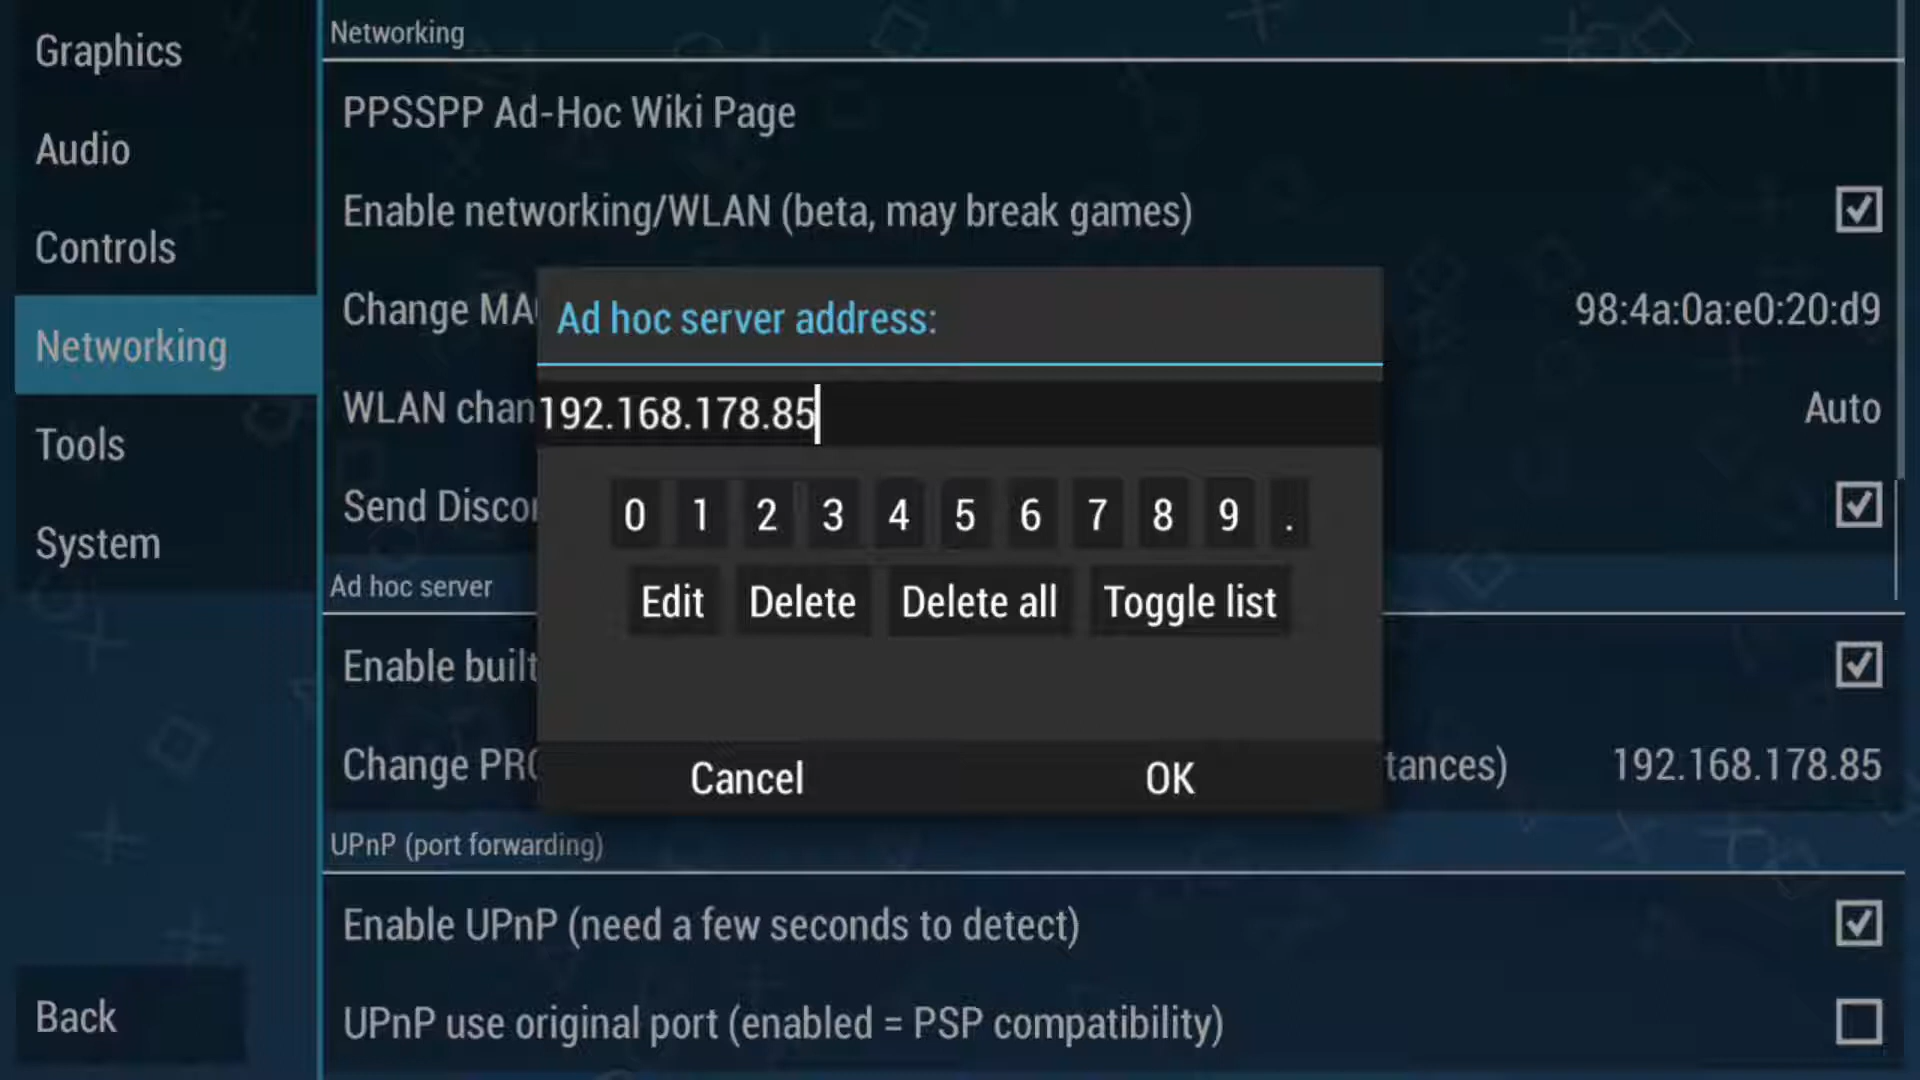 Graphics
Audio
Controls
Networking
Tools
System
Back
Networking
PPSSPP Ad-Hoc Wiki Page
Enable networking/WLAN (beta, may break games)
Change MA
98:4a:0a:e0:20:d9
WLAN chan
Auto
Send Discon
Ad hoc server
Enable built
Change PRO
tances)
192.168.178.85
UPnP (port forwarding)
Enable UPnP (need a few seconds to detect)
UPnP use original port (enabled = PSP compatibility)
Ad hoc server address:
192.168.178.85
0 1 2 3 4 5 6 7 8 9 .
Edit Delete Delete all Toggle list
Cancel OK